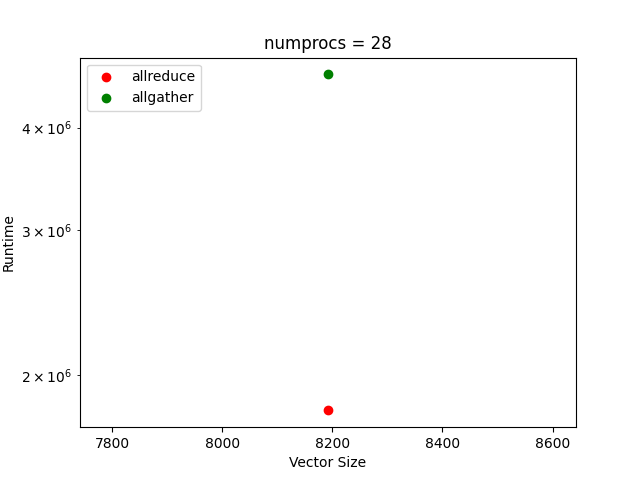 numprocs = 28
allreduce
allgather
4 × 10⁶
3 × 10⁶
2 × 10⁶
Runtime
7800 8000 8200 8400 8600
Vector Size